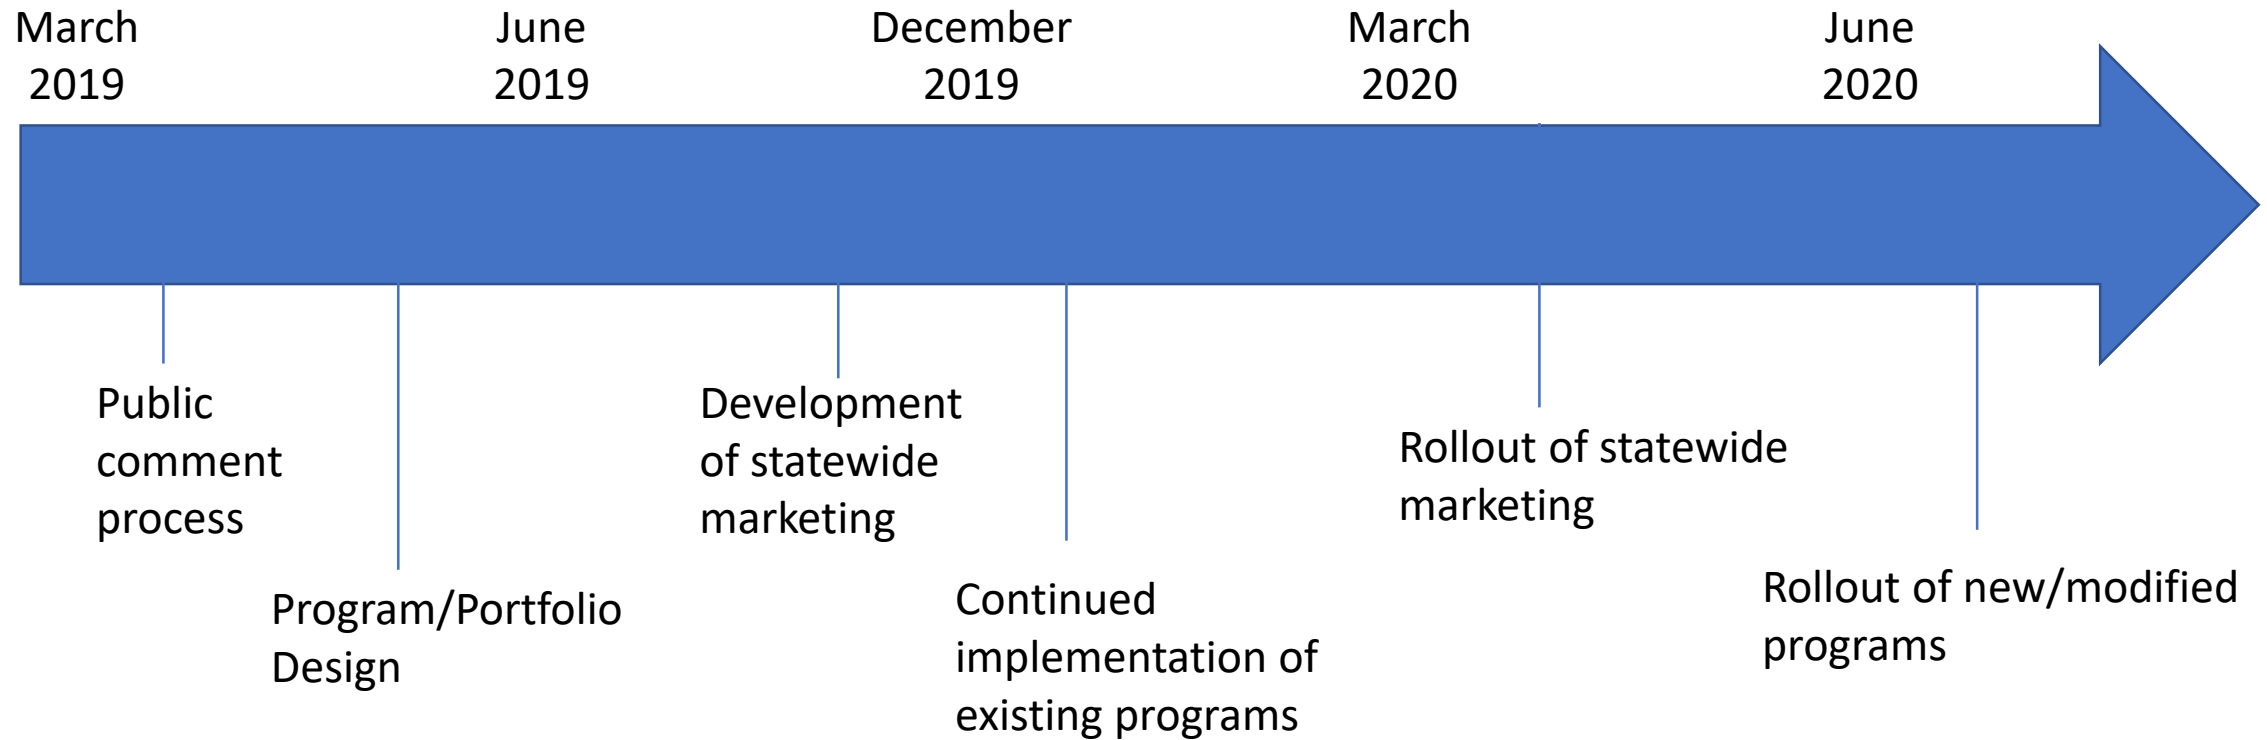 March
2019
June
2019
December
2019
March
2020
June
2020
Public
comment
process
Program/Portfolio
Design
Development
of statewide
marketing
Continued
implementation of
existing programs
Rollout of statewide
marketing
Rollout of new/modified
programs